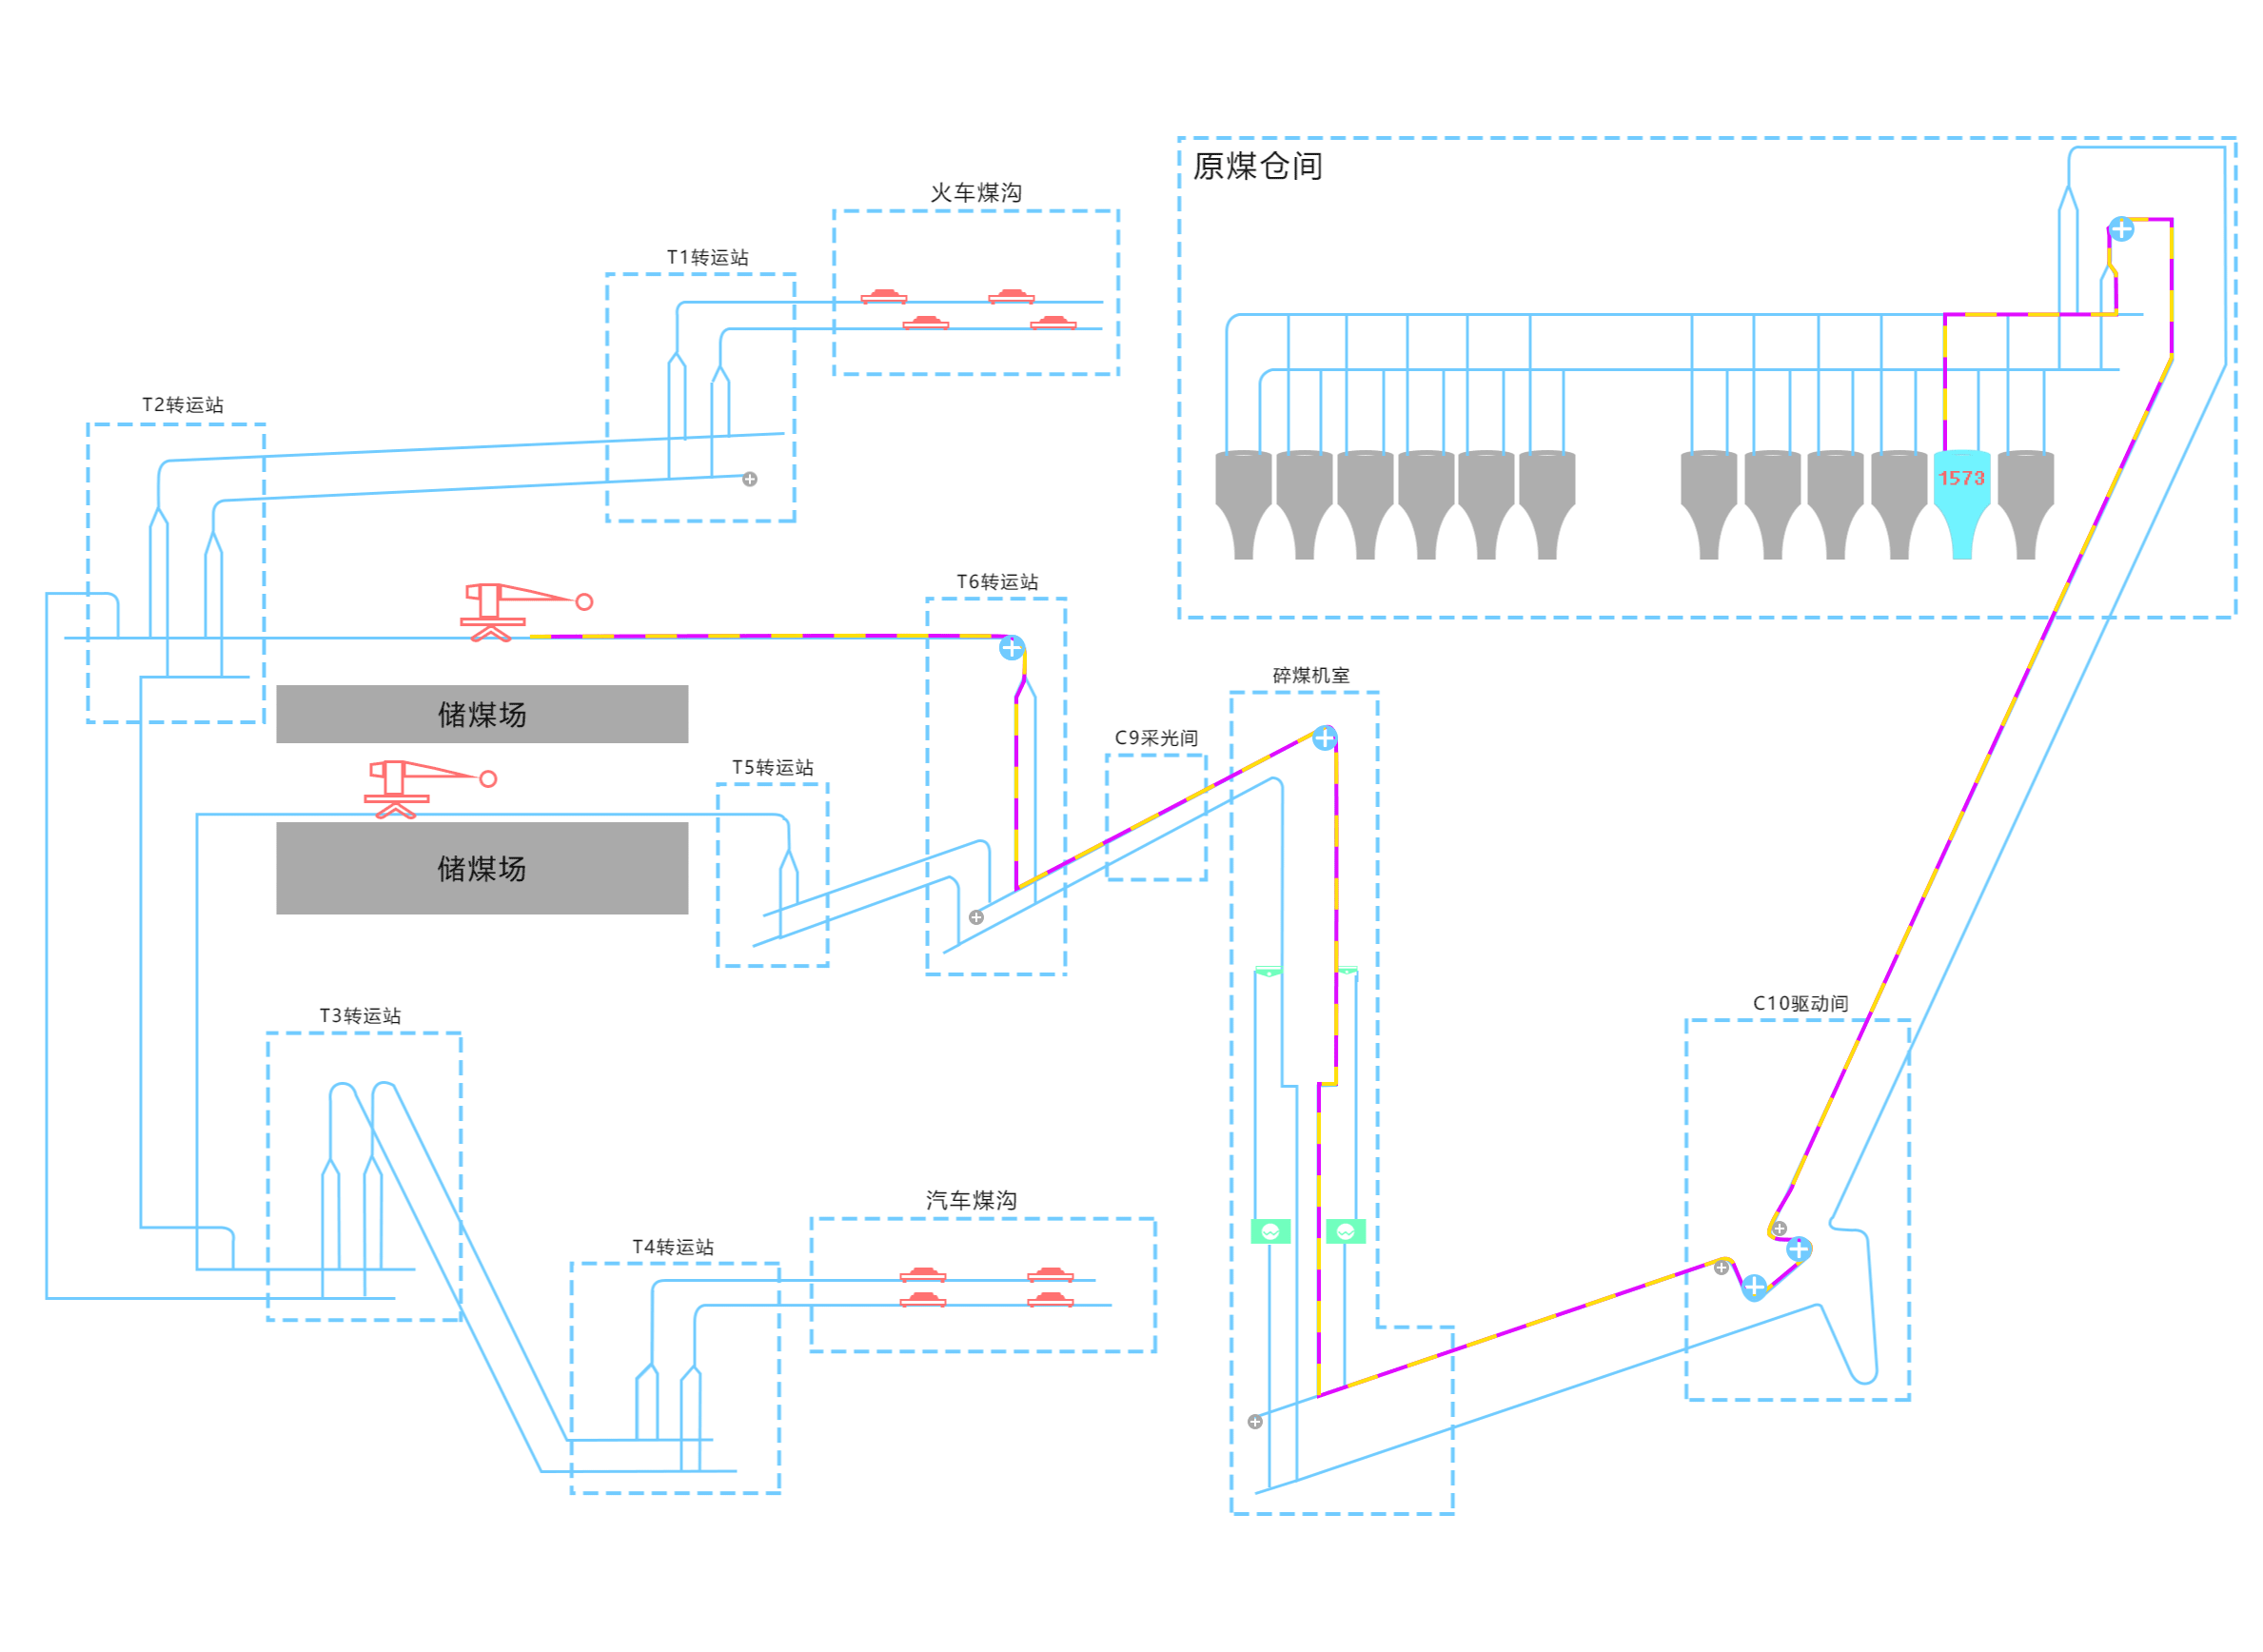 原煤仓间
火车煤沟
T1转运站
T2转运站
1573
T6转运站
碎煤机室
储煤场
C9采光间
T5转运站
储煤场
C10驱动间
T3转运站
汽车煤沟
T4转运站